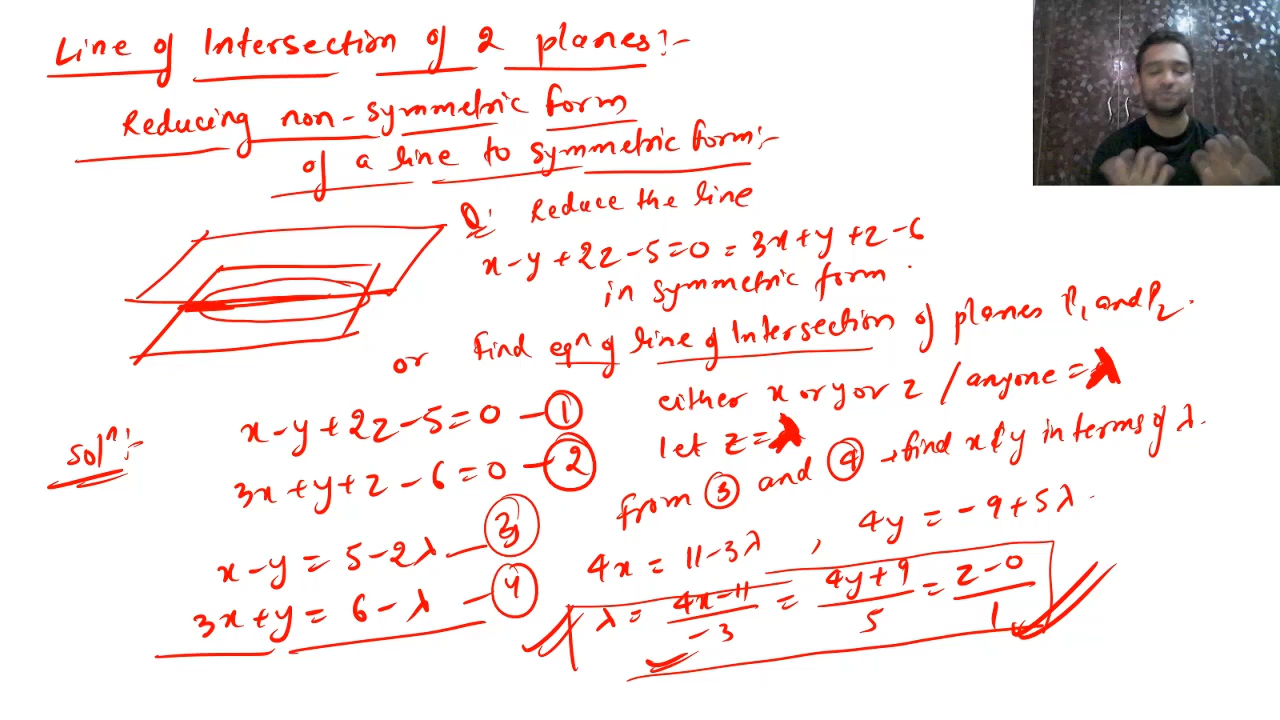 Line of Intersection of 2 planes:-
Reducing non-symmetric form
of a line to symmetric form:-
Q: Reduce the line
x-y+2z-5=0=3x+y+z-6
in symmetric form.
or find eqn of line of Intersection of planes P1 and P2.
Soln:-
x-y+2z-5=0 —①
3x+y+z-6=0 —②
x-y=5-2λ —③
3x+y=6-λ —④
either x or y or z / anyone=λ
let z=λ
from ③ and ④ → find x & y in terms of λ.
4x=11-3λ, 4y=-9+5λ.
λ= (4x-11)/-3 = (4y+9)/5 = (z-0)/1